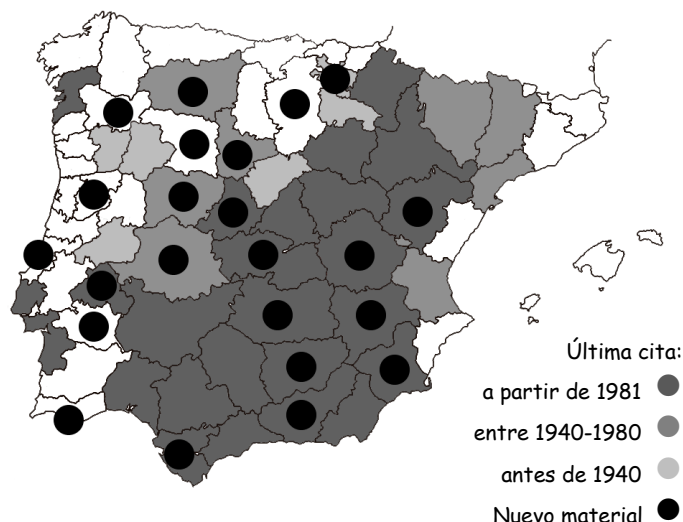 Última cita:
a partir de 1981
entre 1940-1980
antes de 1940
Nuevo material